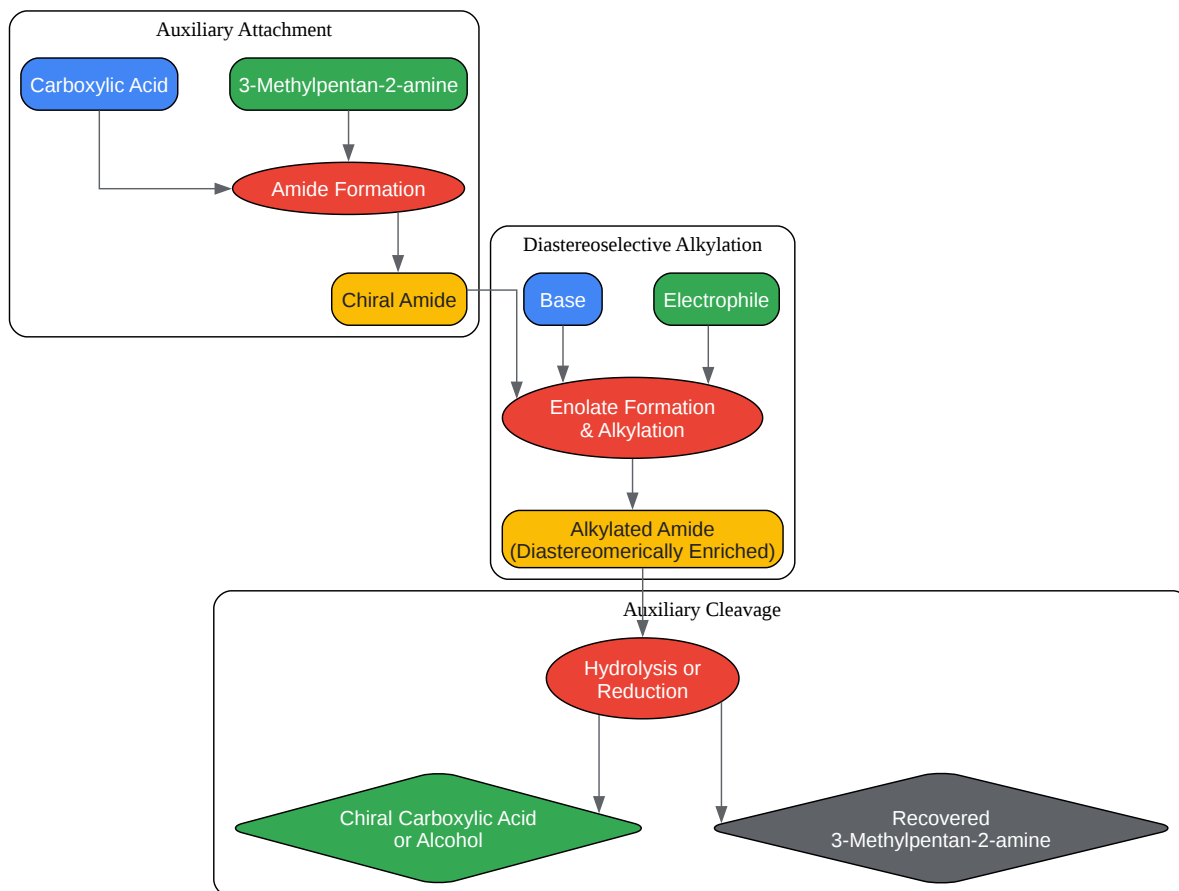 Auxiliary Attachment
Carboxylic Acid
3-Methylpentan-2-amine
Amide Formation
Chiral Amide
Diastereoselective Alkylation
Base
Electrophile
Enolate Formation
& Alkylation
Alkylated Amide
(Diastereomerically Enriched)
Auxiliary Cleavage
Hydrolysis or
Reduction
Chiral Carboxylic Acid
or Alcohol
Recovered
3-Methylpentan-2-amine